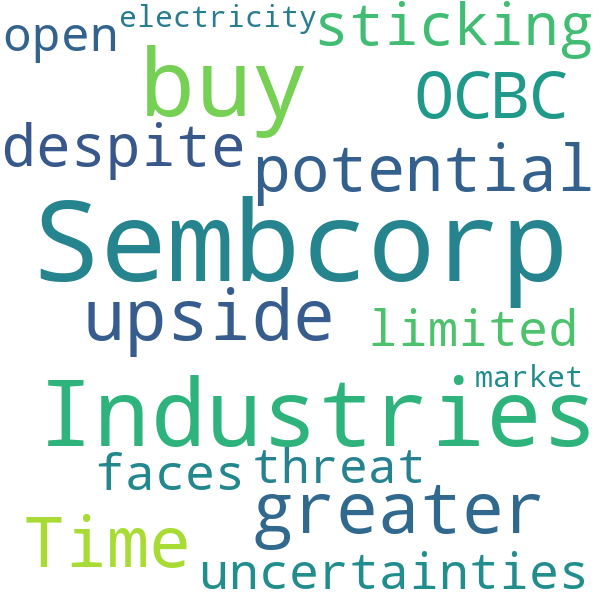 electricity
open
sticking
buy
OCBC
despite
potential
Sembcorp
upside
limited
market
Industries
faces
threat
greater
Time
uncertainties